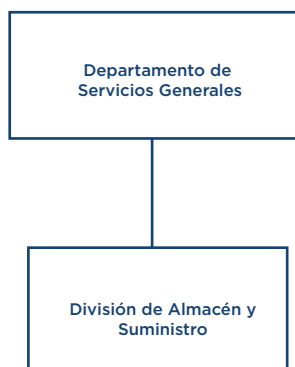 Departamento de
Servicios Generales
División de Almacén y
Suministro